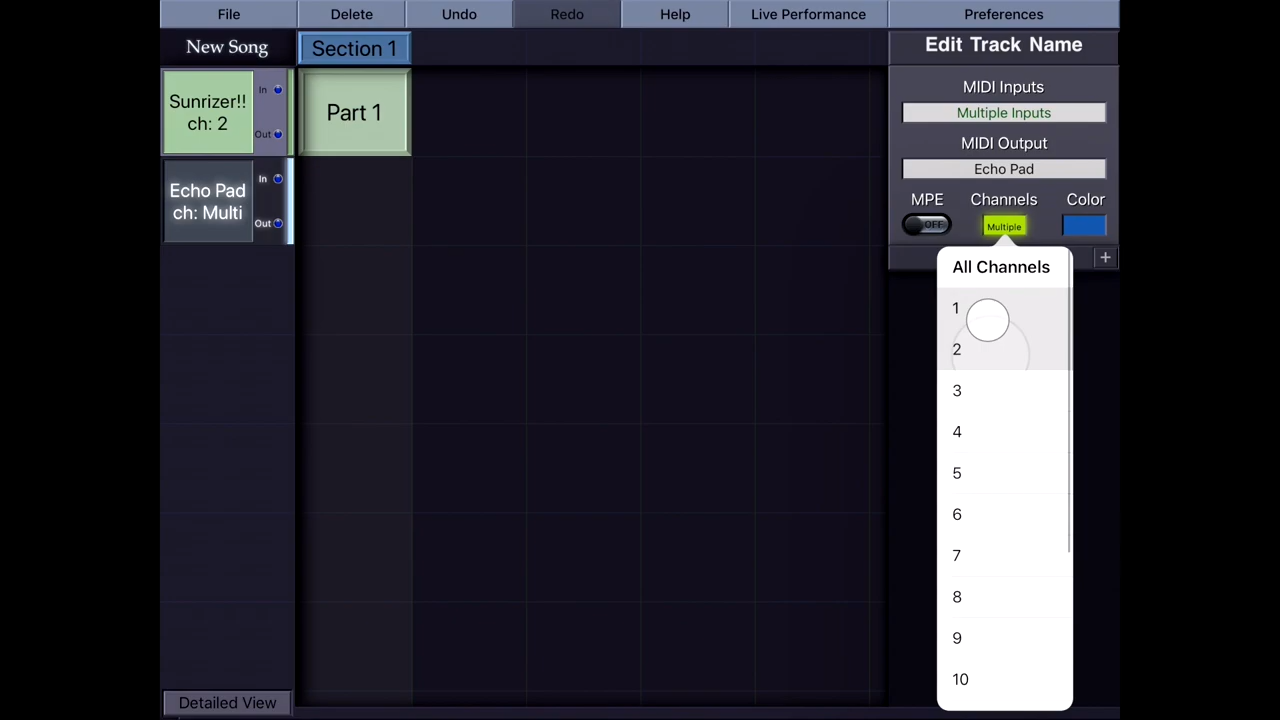 File
Delete
Undo
Redo
Help
Live Performance
Preferences
New Song
Section 1
Edit Track Name
Sunrizer!!
ch: 2
In
Out
Part 1
Echo Pad
ch: Multi
In
Out
MIDI Inputs
Multiple Inputs
MIDI Output
Echo Pad
MPE
Channels
Color
OFF
Multiple
+
All Channels
1
2
3
4
5
6
7
8
9
10
Detailed View